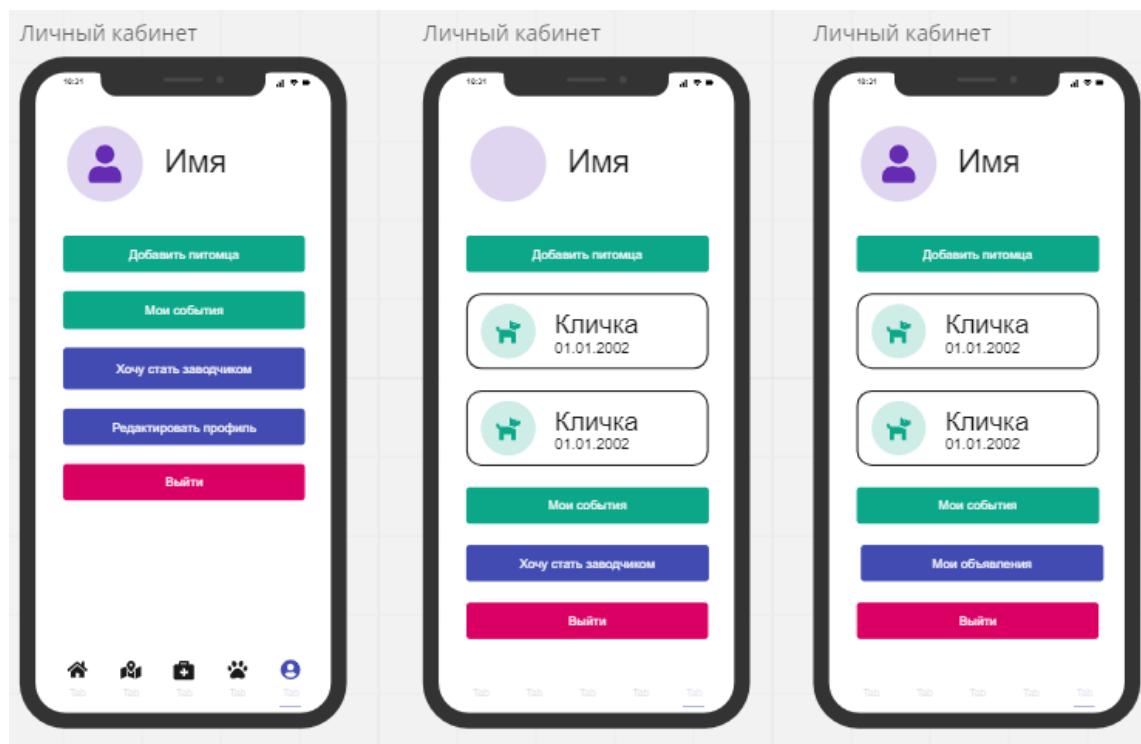 Личный кабинет
10:21
Имя
Добавить питомца
Мои события
Хочу стать заводчиком
Редактировать профиль
Выйти
Tab Tab Tab Tab Tab
Личный кабинет
10:21
Имя
Добавить питомца
Кличка
01.01.2002
Кличка
01.01.2002
Мои события
Хочу стать заводчиком
Выйти
Tab Tab Tab Tab Tab
Личный кабинет
10:21
Имя
Добавить питомца
Кличка
01.01.2002
Кличка
01.01.2002
Мои события
Мои объявления
Выйти
Tab Tab Tab Tab Tab